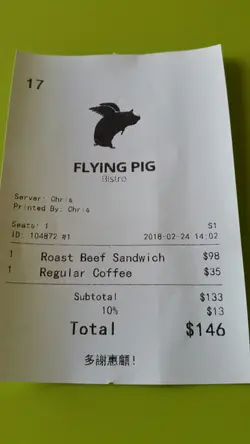 17
FLYING PIG
Bistro
Server: Chris
Printed By: Chris
Seats: 1 S1
ID: 104872 #1 2018-02-24 14:02
1 Roast Beef Sandwich $98
1 Regular Coffee $35
Subtotal $133
10% $13
Total $146
多謝惠顧!